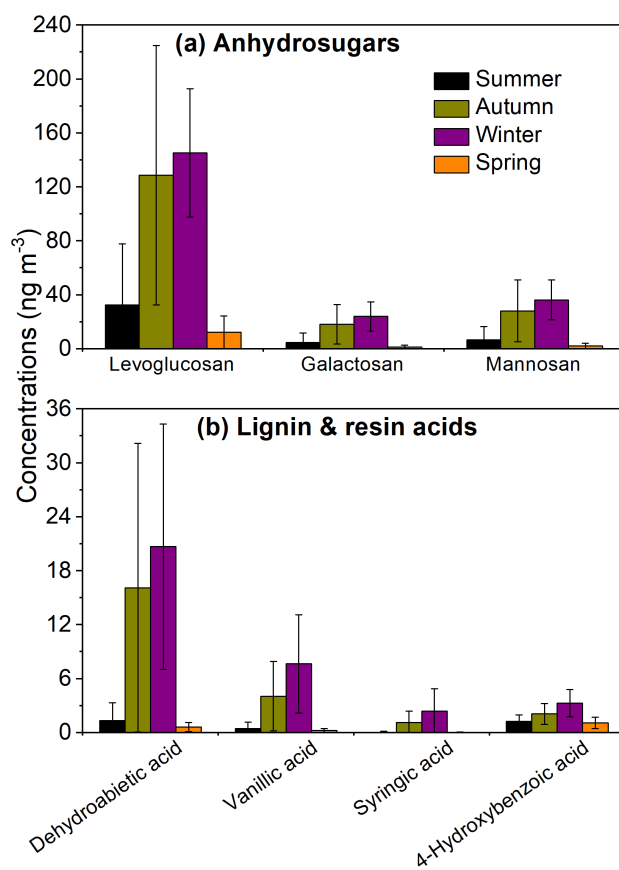 Concentrations (ng m⁻³)
(a) Anhydrosugars
Summer
Autumn
Winter
Spring
240
200
160
120
80
40
0
Levoglucosan Galactosan Mannosan
(b) Lignin & resin acids
36
30
24
18
12
6
0
Dehydroabietic acid
Vanillic acid
Syringic acid
4-Hydroxybenzoic acid